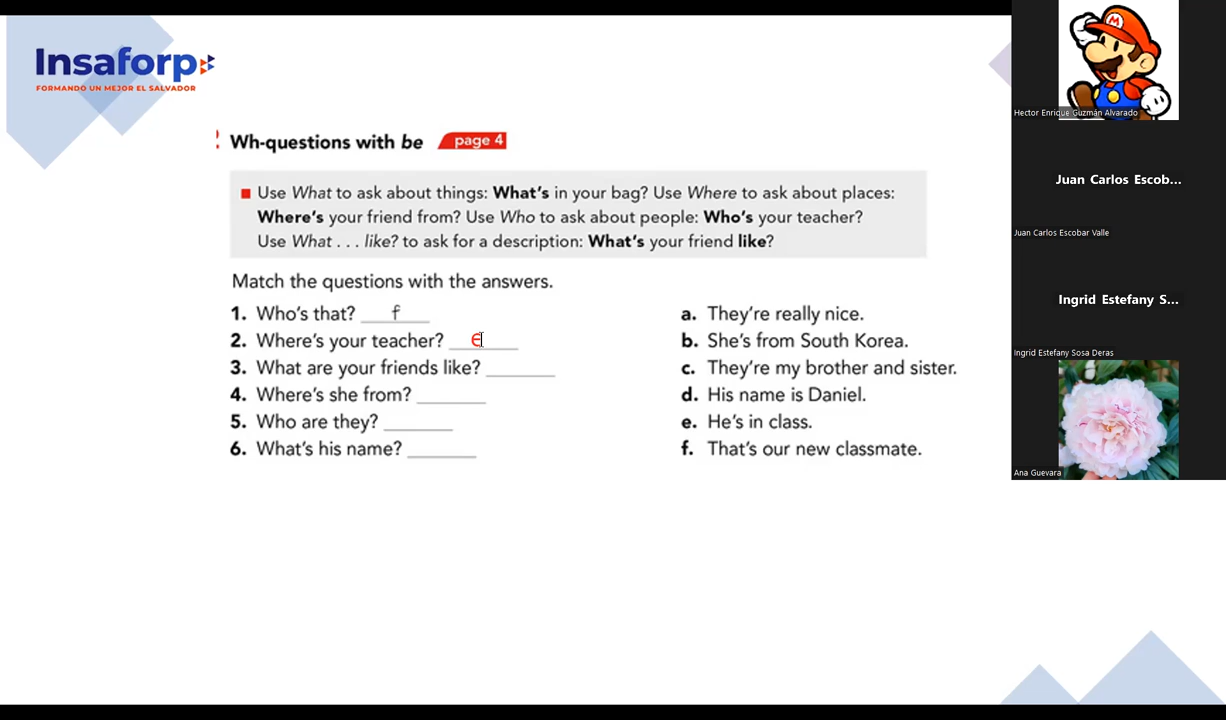 Insaforp
FORMANDO UN MEJOR EL SALVADOR
Wh-questions with be page 4
Use What to ask about things: What's in your bag? Use Where to ask about places:
Where's your friend from? Use Who to ask about people: Who's your teacher?
Use What . . . like? to ask for a description: What's your friend like?
Match the questions with the answers.
1. Who's that? f
2. Where's your teacher? e
3. What are your friends like?
4. Where's she from?
5. Who are they?
6. What's his name?
a. They're really nice.
b. She's from South Korea.
c. They're my brother and sister.
d. His name is Daniel.
e. He's in class.
f. That's our new classmate.
M
Hector Enrique Guzmán Alvarado
Juan Carlos Escob...
Juan Carlos Escobar Valle
Ingrid Estefany S...
Ingrid Estefany Sosa Deras
Ana Guevara